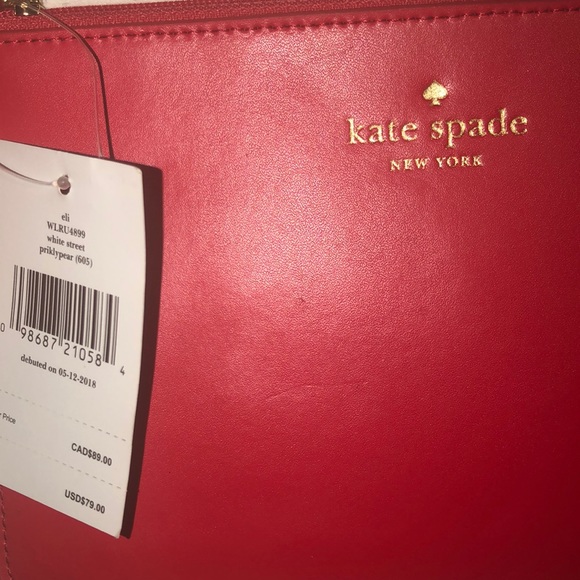 kate spade
NEW YORK
eli
WLRU4899
white street
priklypear (605)
0 98687 21058 4
debuted on 05-12-2018
Price
CAD$89.00
USD$79.00